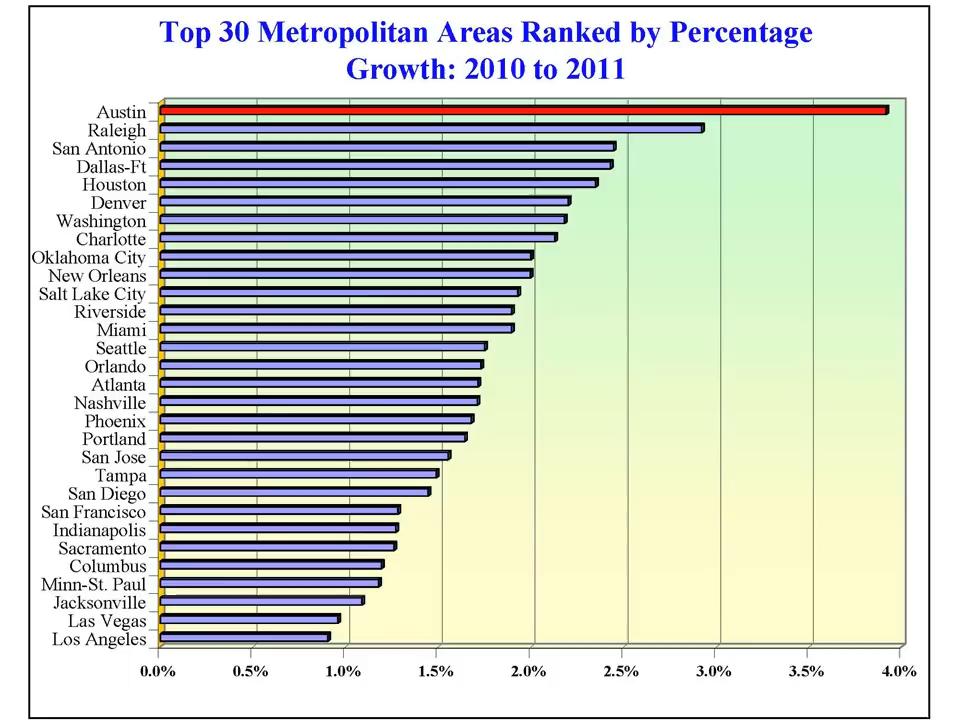 Top 30 Metropolitan Areas Ranked by Percentage
Growth: 2010 to 2011
Austin
Raleigh
San Antonio
Dallas-Ft
Houston
Denver
Washington
Charlotte
Oklahoma City
New Orleans
Salt Lake City
Riverside
Miami
Seattle
Orlando
Atlanta
Nashville
Phoenix
Portland
San Jose
Tampa
San Diego
San Francisco
Indianapolis
Sacramento
Columbus
Minn-St. Paul
Jacksonville
Las Vegas
Los Angeles
0.0% 0.5% 1.0% 1.5% 2.0% 2.5% 3.0% 3.5% 4.0%